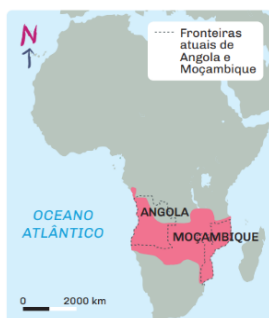 N
Fronteiras
atuais de
Angola e
Moçambique
ANGOLA
OCEANO
ATLÂNTICO
MOÇAMBIQUE
0 2000 km